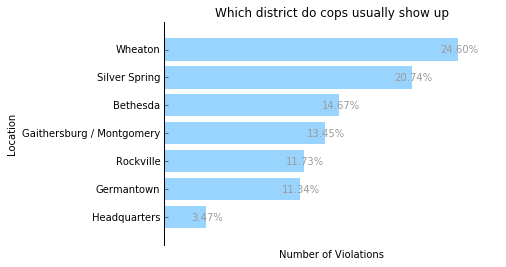 Which district do cops usually show up
Location
Wheaton 24.60%
Silver Spring 20.74%
Bethesda 14.67%
Gaithersburg / Montgomery 13.45%
Rockville 11.73%
Germantown 11.34%
Headquarters 3.47%
Number of Violations